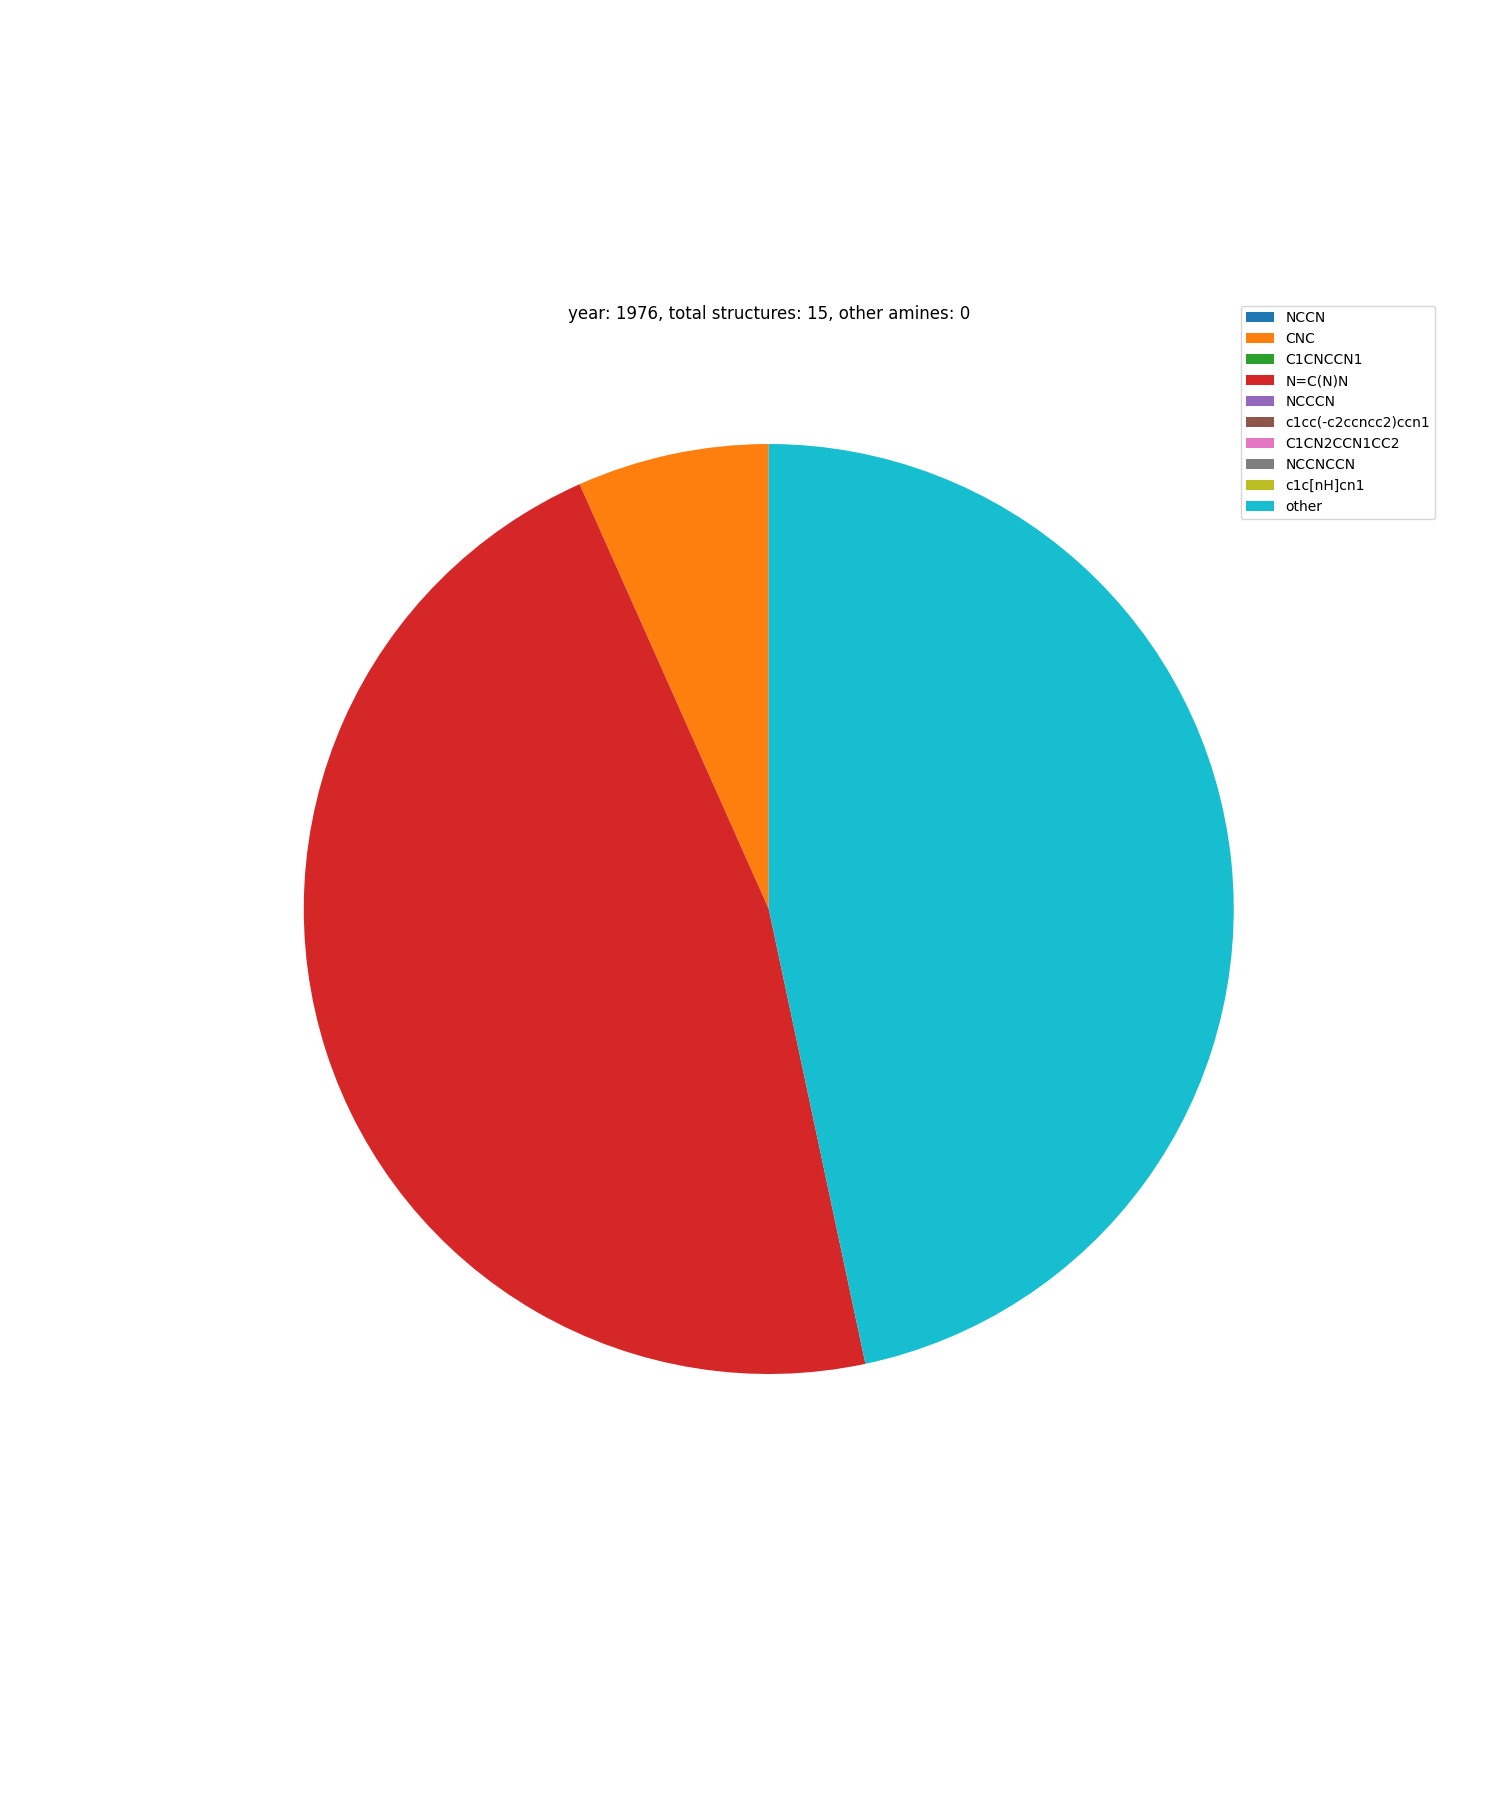 year: 1976, total structures: 15, other amines: 0
NCCN
CNC
C1CNCCN1
N=C(N)N
NCCCN
c1cc(-c2ccncc2)ccn1
C1CN2CCN1CC2
NCCNCCN
c1c[nH]cn1
other